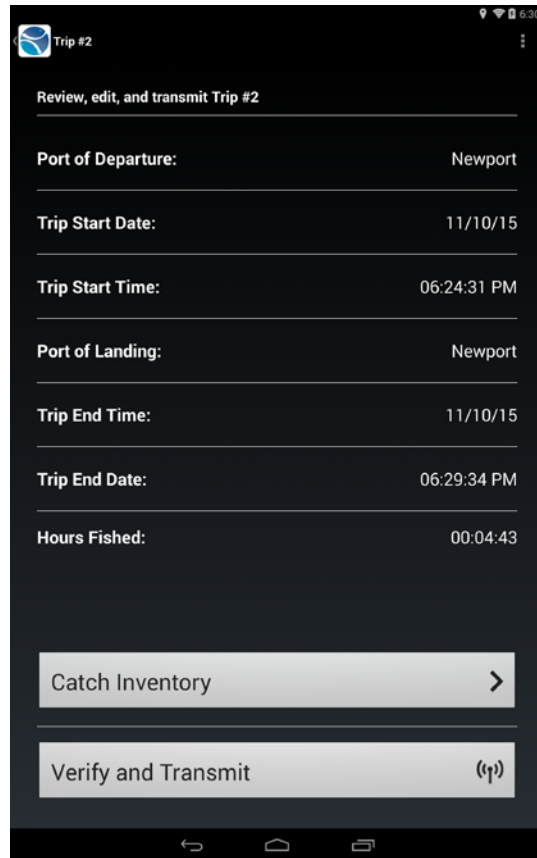 6:30
Trip #2
Review, edit, and transmit Trip #2
Port of Departure: Newport
Trip Start Date: 11/10/15
Trip Start Time: 06:24:31 PM
Port of Landing: Newport
Trip End Time: 11/10/15
Trip End Date: 06:29:34 PM
Hours Fished: 00:04:43
Catch Inventory
Verify and Transmit